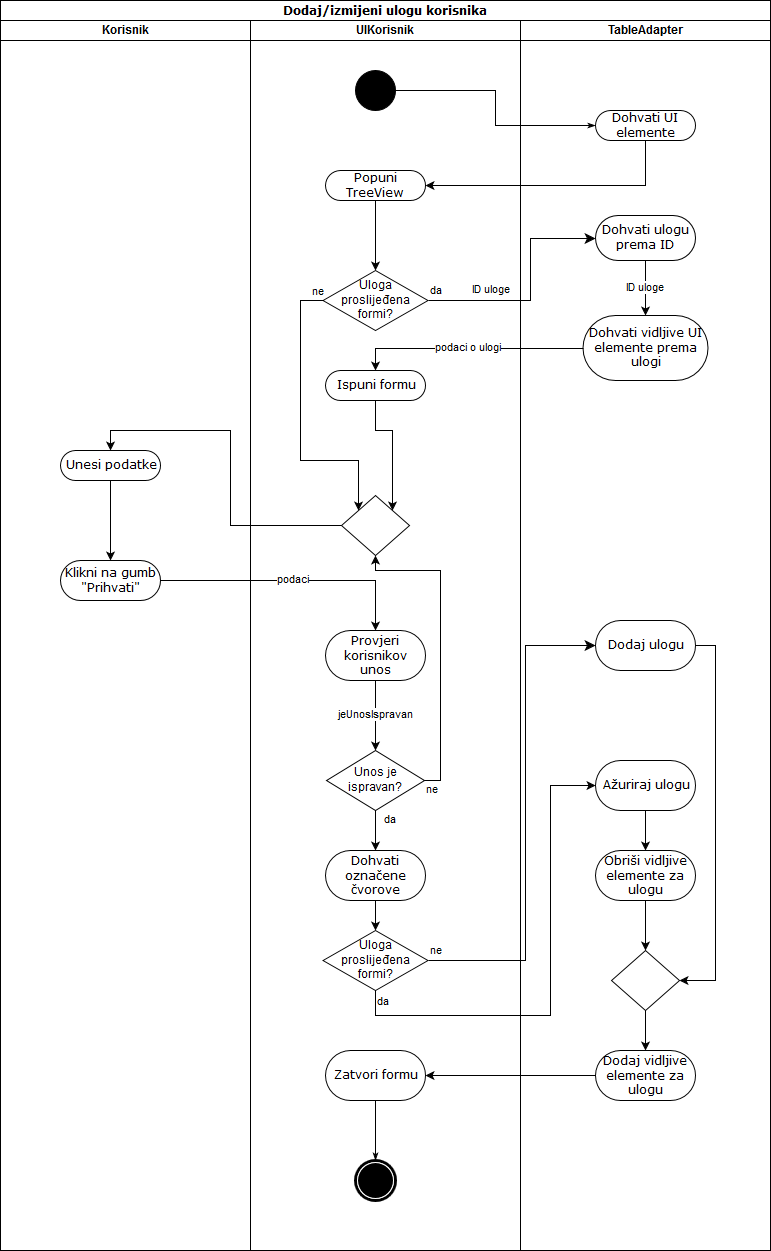 Dodaj/izmijeni ulogu korisnika
Korisnik
UIKorisnik
TableAdapter
Dohvati UI
elemente
Popuni
TreeView
Dohvati ulogu
prema ID
Uloga
proslijeđena
formi?
ne
da
ID uloge
ID uloge
Dohvati vidljive UI
elemente prema
ulogi
podaci o ulogi
Ispuni formu
Unesi podatke
Klikni na gumb
"Prihvati"
podaci
Provjeri
korisnikov
unos
Dodaj ulogu
jeUnosIspravan
Unos je
ispravan?
ne
da
Ažuriraj ulogu
Dohvati
označene
čvorove
Obriši vidljive
elemente za
ulogu
Uloga
proslijeđena
formi?
ne
da
Zatvori formu
Dodaj vidljive
elemente za
ulogu